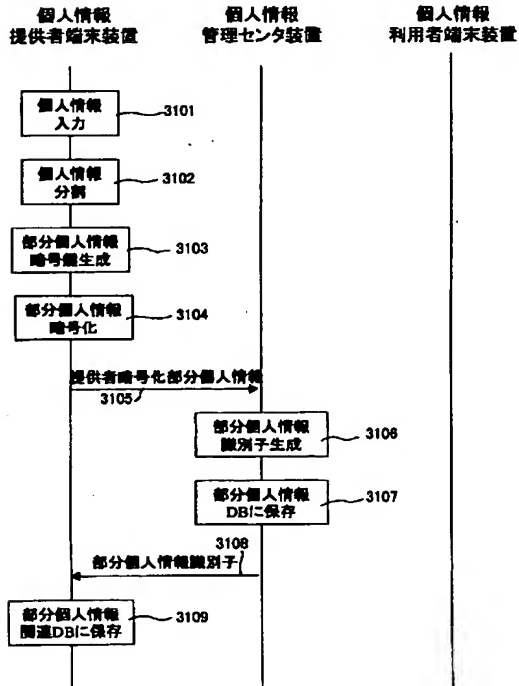 個人情報
提供者端末装置
個人情報
管理センタ装置
個人情報
利用者端末装置
個人情報
入力
3101
個人情報
分割
3102
部分個人情報
暗号鍵生成
3103
部分個人情報
暗号化
3104
提供者暗号化部分個人情報
3105
部分個人情報
識別子生成
3106
部分個人情報
DBに保存
3107
3108
部分個人情報識別子
部分個人情報
関連DBに保存
3109